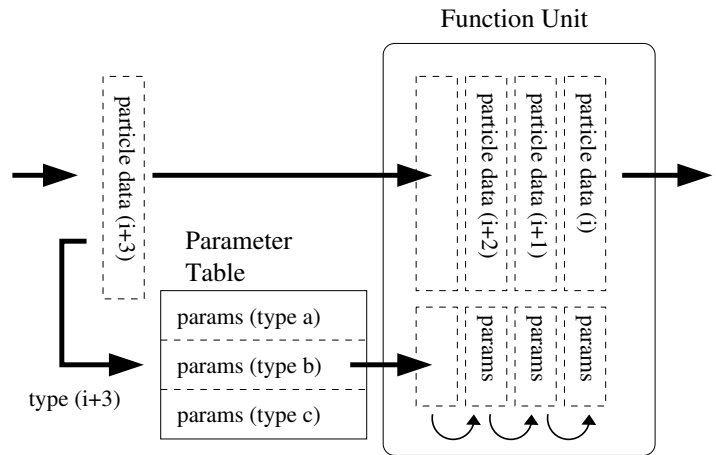 Function Unit
particle data (i+3)
particle data (i+2)
particle data (i+1)
particle data (i)
Parameter
Table
params (type a)
params (type b)
params (type c)
type (i+3)
params
params
params